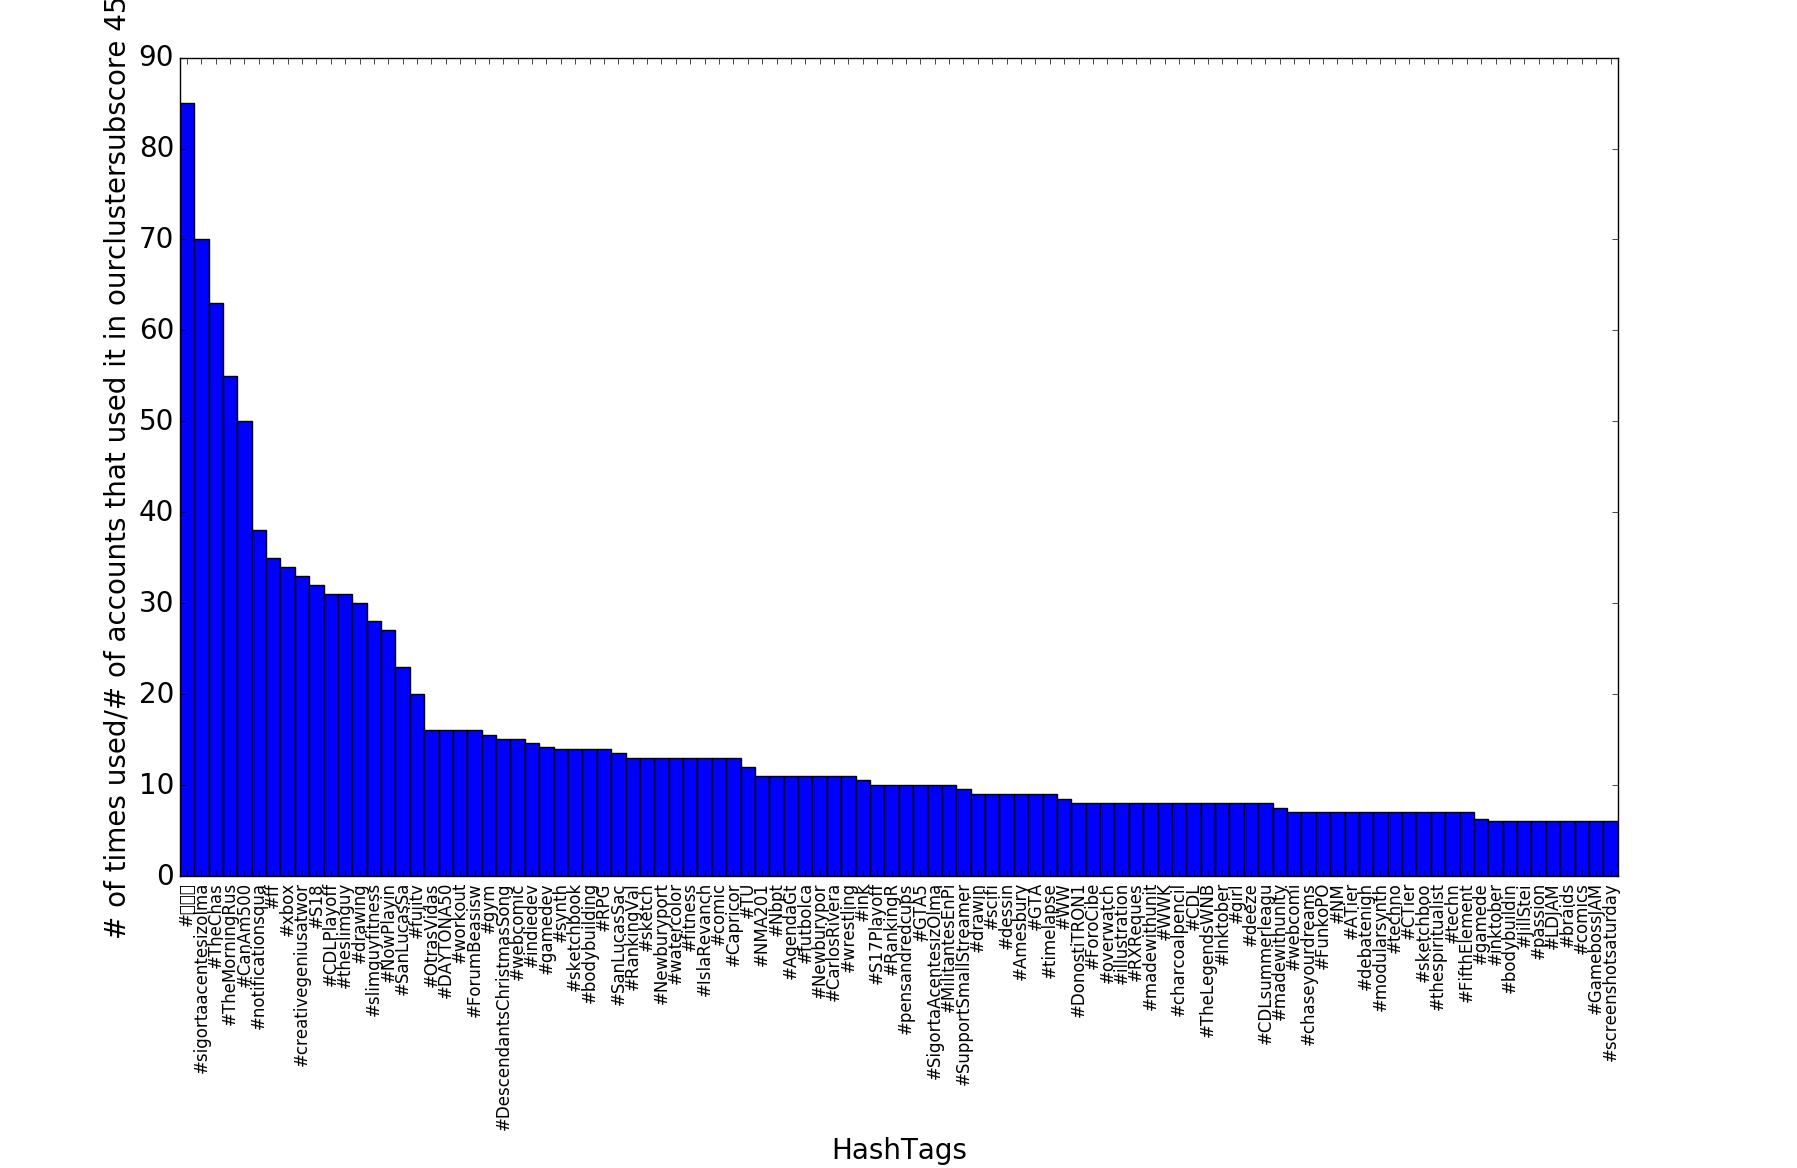 # of times used/# of accounts that used it in ourclustersubscore 45
90
80
70
60
50
40
30
20
10
0
#sigortaacentesizolma
#TheChas
#TheMorningRus
#CanAm500
#notificationsqua
#ff
#xbox
#creativegeniusatwor
#S18
#CDLPlayoff
#theslimguy
#drawing
#slimguyfitness
#NowPlayin
#SanLucasSa
#fujitv
#OtrasVidas
#DAYTONA50
#workout
#ForumBeasisw
#gym
#DescendantsChristmasSong
#webcomic
#indiedev
#gamedev
#synth
#sketchbook
#bodybuilding
#RPG
#SanLucasSac
#RankingVal
#sketch
#Newburyport
#watercolor
#fitness
#IslaRevanch
#comic
#Capricor
#TU
#NMA201
#Nbpt
#AgendaGt
#futbolca
#Newburypor
#CarlosRivera
#wrestling
#ink
#S17Playoff
#RankingR
#pensandredcups
#GTA5
#SigortaAcentesizOlma
#MilitantesEnPi
#SupportSmallStreamer
#drawin
#scifi
#dessin
#Amesbury
#GTA
#timelapse
#WW
#DonostiTRON1
#ForoCibe
#overwatch
#illustration
#RXReques
#madewithunit
#WWK
#charcoalpencil
#CDL
#TheLegendsWNB
#Inktober
#girl
#deeze
#CDLsummerleagu
#madewithunity
#webcomi
#chaseyourdreams
#FunkoPO
#NM
#ATier
#debatenigh
#modularsynth
#techno
#CTier
#sketchboo
#thespiritualist
#techn
#FifthElement
#gamede
#inktober
#bodybuildin
#JillStei
#passion
#LDJAM
#braids
#comics
#GamebossJAM
#screenshotsaturday
HashTags